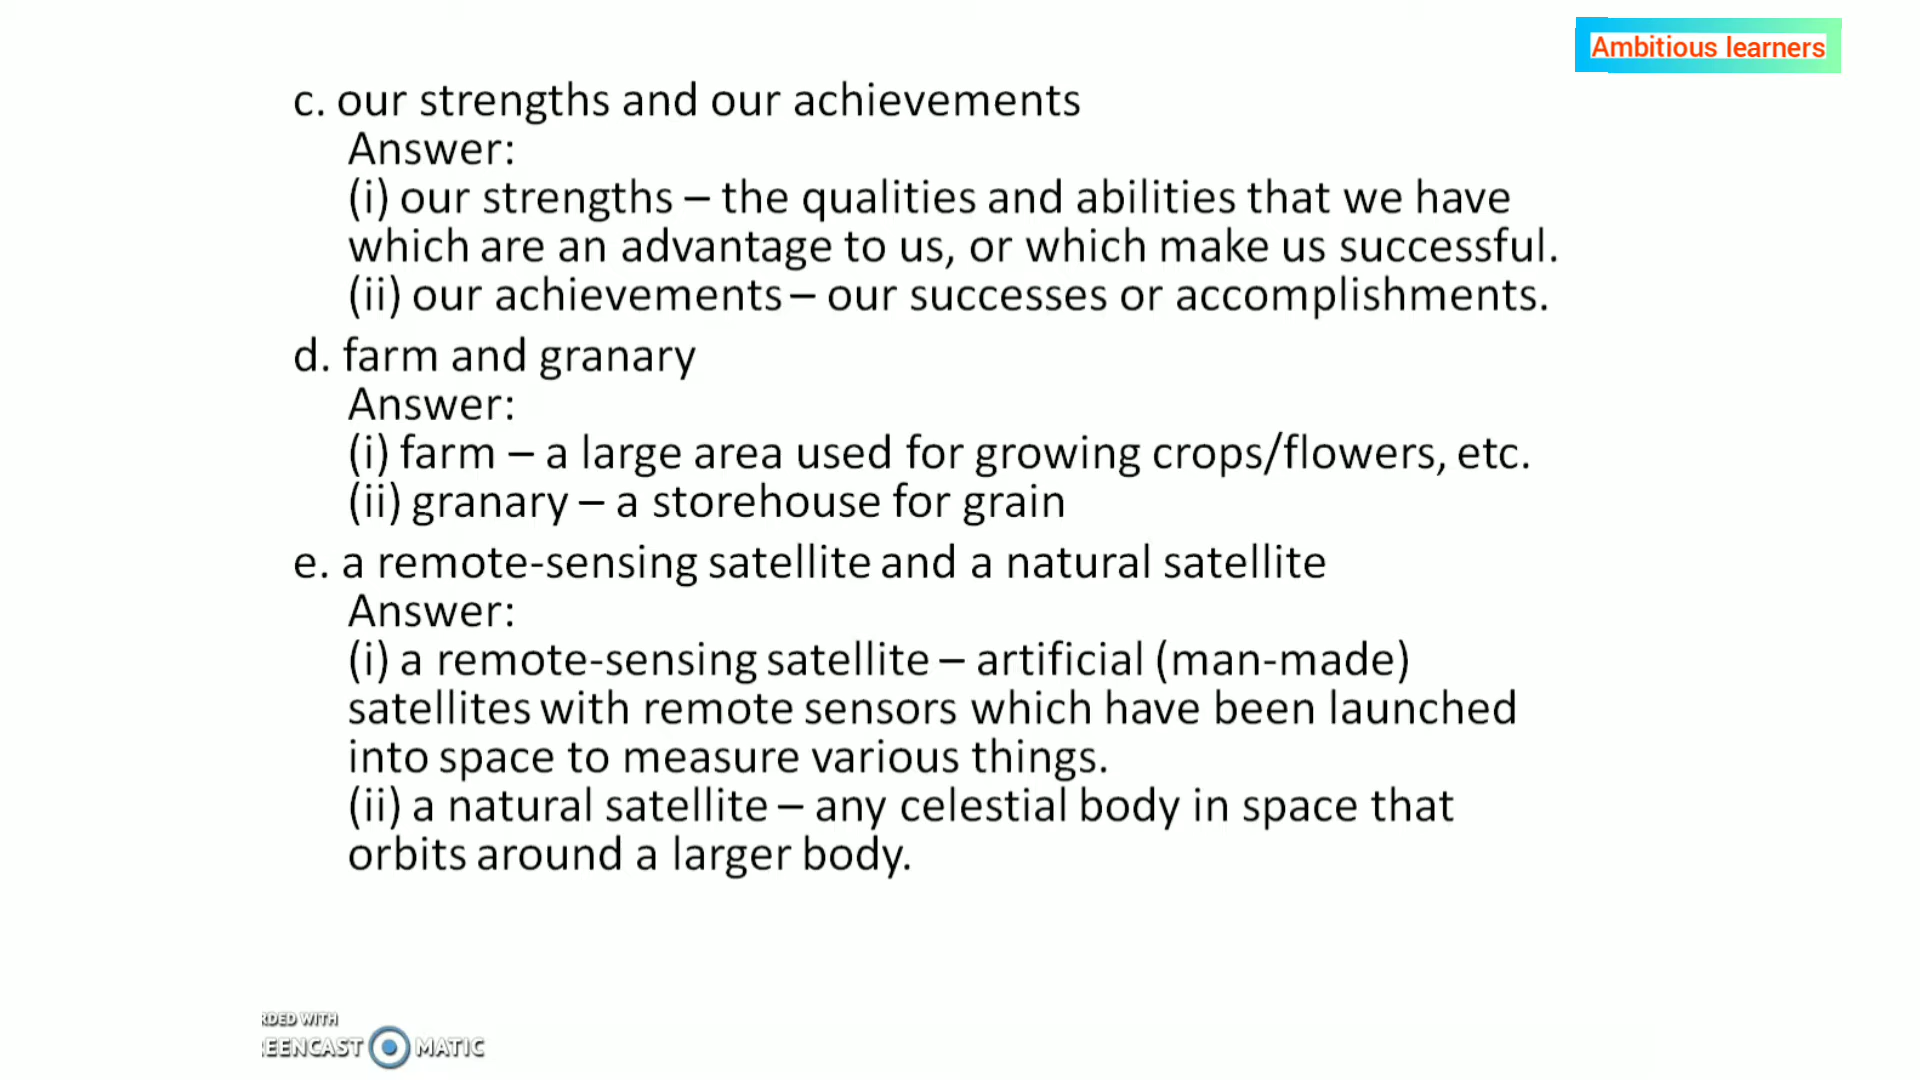 Ambitious learners
c. our strengths and our achievements
Answer:
(i) our strengths – the qualities and abilities that we have
which are an advantage to us, or which make us successful.
(ii) our achievements – our successes or accomplishments.
d. farm and granary
Answer:
(i) farm – a large area used for growing crops/flowers, etc.
(ii) granary – a storehouse for grain
e. a remote-sensing satellite and a natural satellite
Answer:
(i) a remote-sensing satellite – artificial (man-made)
satellites with remote sensors which have been launched
into space to measure various things.
(ii) a natural satellite – any celestial body in space that
orbits around a larger body.
RDED WITH
EENCAST MATIC